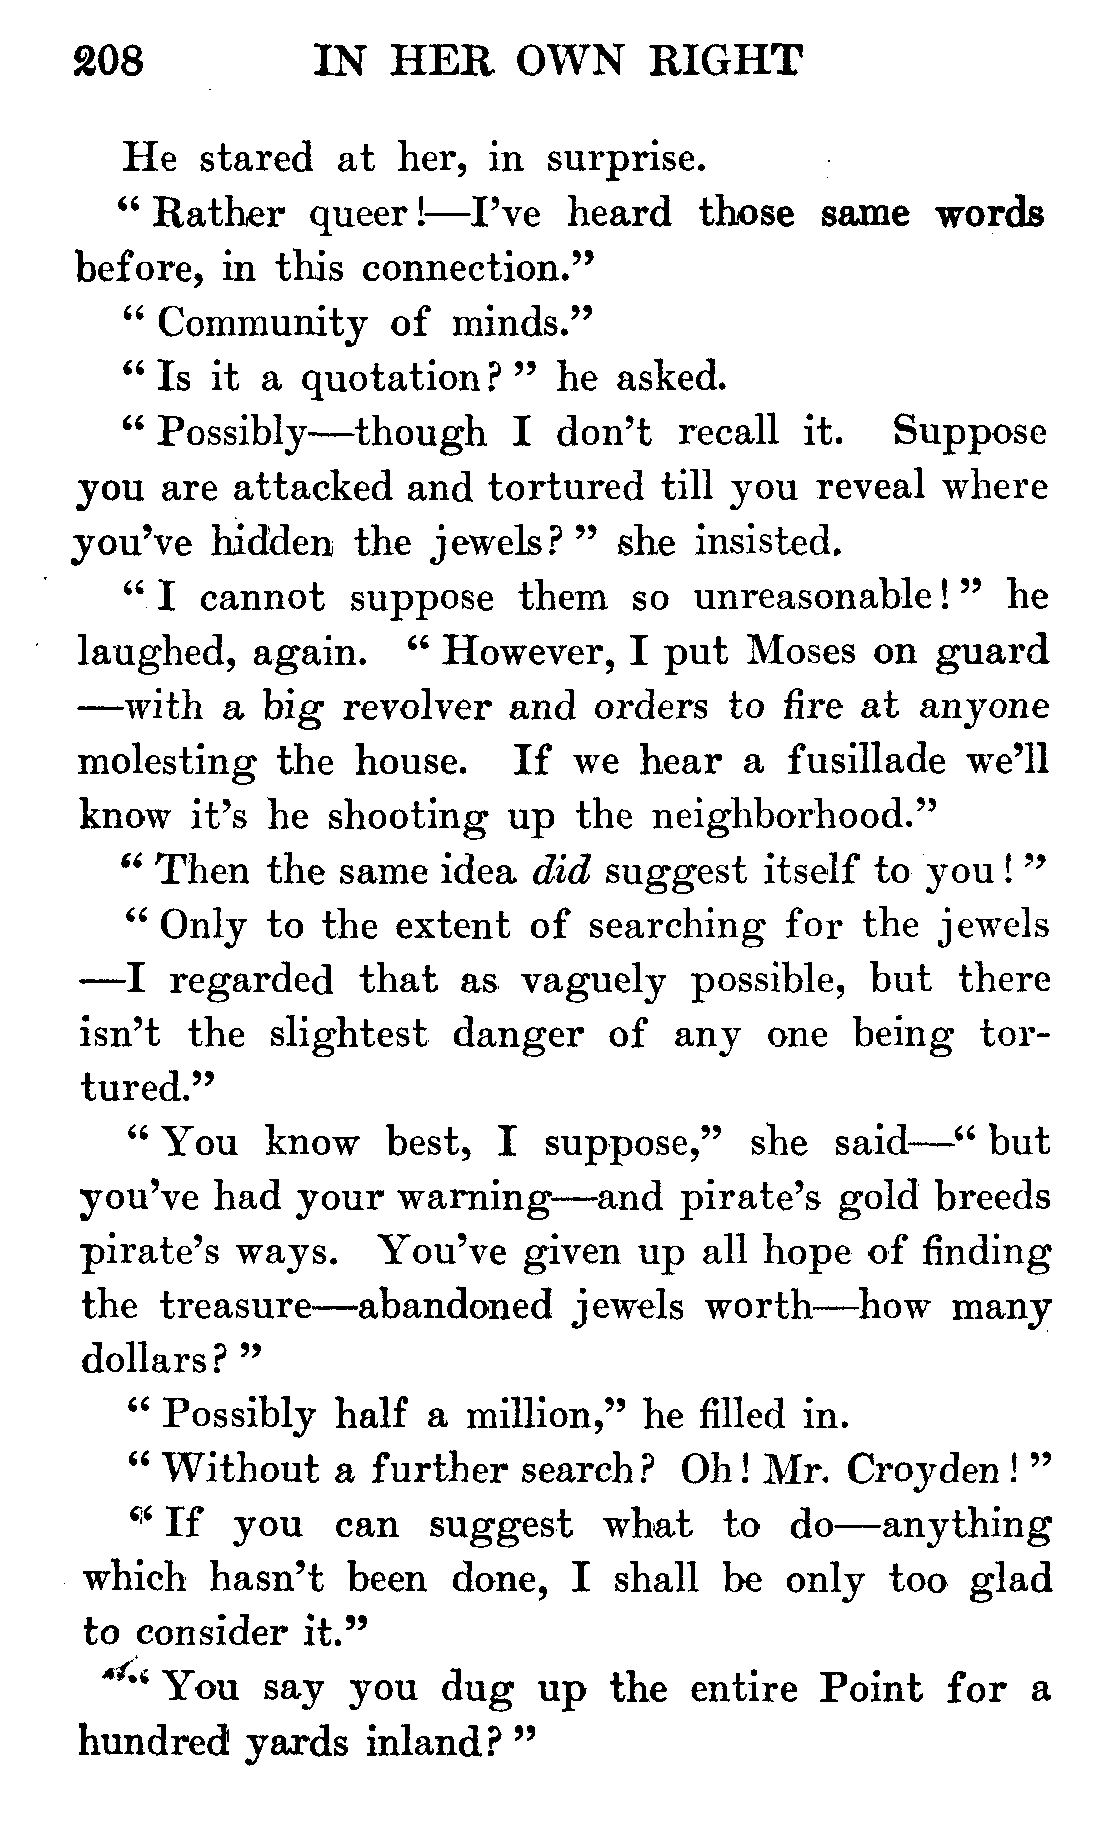 208 IN HER OWN RIGHT
He stared at her, in surprise.
“ Rather queer!—I’ve heard those same words
before, in this connection.”
“ Community of minds.”
“ Is it a quotation? ” he asked.
“ Possibly—though I don’t recall it. Suppose
you are attacked and tortured till you reveal where
you’ve hidden the jewels? ” she insisted.
“ I cannot suppose them so unreasonable! ” he
laughed, again. “ However, I put Moses on guard
—with a big revolver and orders to fire at anyone
molesting the house. If we hear a fusillade we’ll
know it’s he shooting up the neighborhood.”
“ Then the same idea did suggest itself to you! ”
“ Only to the extent of searching for the jewels
—I regarded that as vaguely possible, but there
isn’t the slightest danger of any one being tor-
tured.”
“ You know best, I suppose,” she said—“ but
you’ve had your warning—and pirate’s gold breeds
pirate’s ways. You’ve given up all hope of finding
the treasure—abandoned jewels worth—how many
dollars? ”
“ Possibly half a million,” he filled in.
“ Without a further search? Oh! Mr. Croyden! ”
“ If you can suggest what to do—anything
which hasn’t been done, I shall be only too glad
to consider it.”
“ You say you dug up the entire Point for a
hundred yards inland? ”